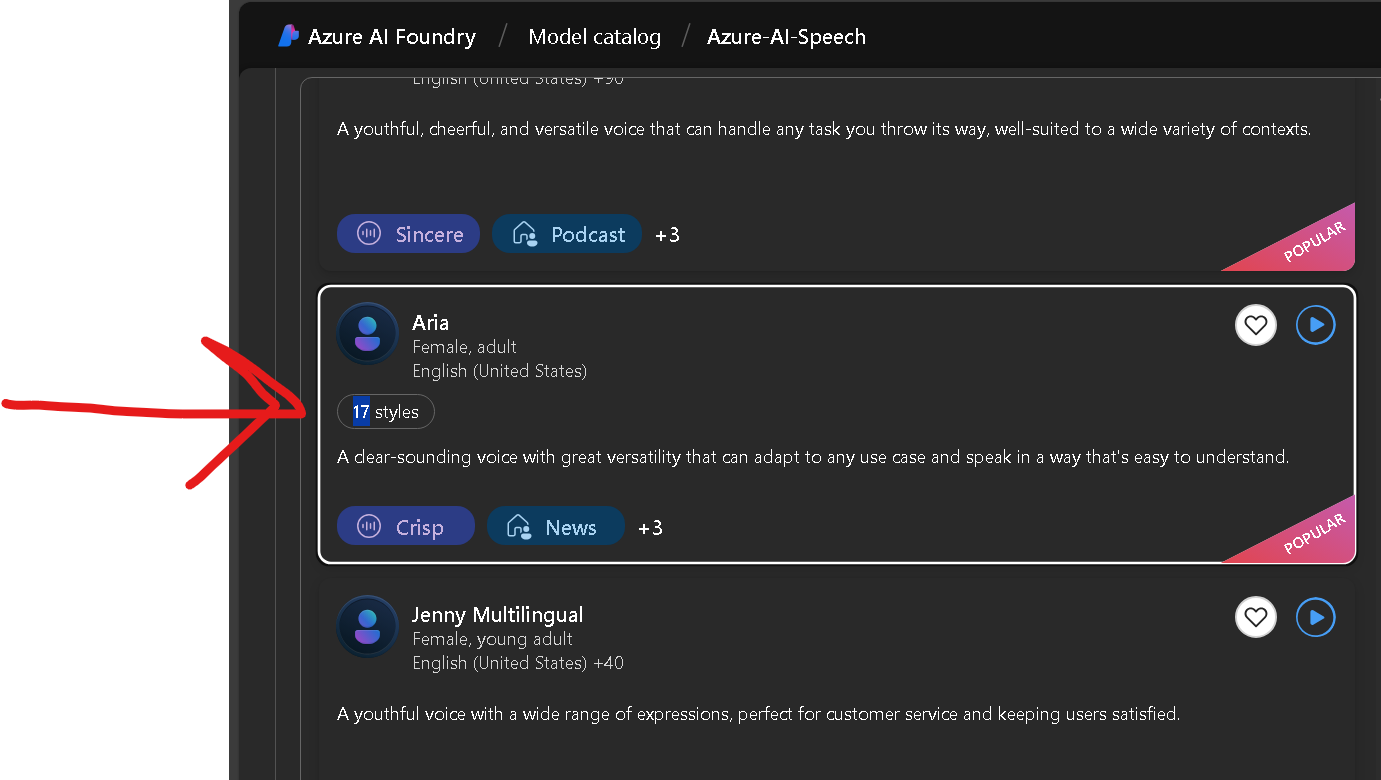 Azure AI Foundry / Model catalog / Azure-AI-Speech
English (United States) +90
A youthful, cheerful, and versatile voice that can handle any task you throw its way, well-suited to a wide variety of contexts.
Sincere Podcast +3
POPULAR
Aria
Female, adult
English (United States)
17 styles
A clear-sounding voice with great versatility that can adapt to any use case and speak in a way that's easy to understand.
Crisp News +3
POPULAR
Jenny Multilingual
Female, young adult
English (United States) +40
A youthful voice with a wide range of expressions, perfect for customer service and keeping users satisfied.